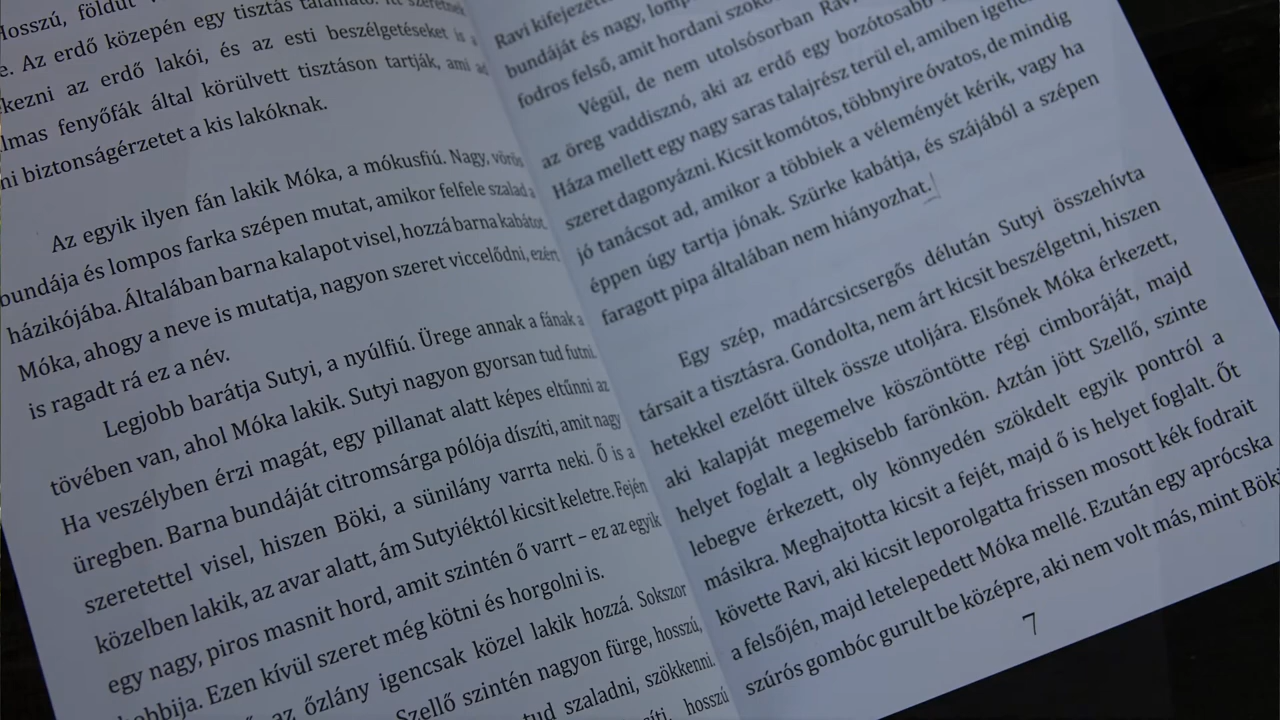 Hosszú, földút
e. Az erdő közepén egy tisztás található. Itt szeretnek
kezni az erdő lakói, és az esti beszélgetéseket is a
lmas fenyőfák által körülvett tisztáson tartják, ami ad
ni biztonságérzetet a kis lakóknak.
Az egyik ilyen fán lakik Móka, a mókusfiú. Nagy, vörös
bundája és lompos farka szépen mutat, amikor felfele szalad a
házikójába. Általában barna kalapot visel, hozzá barna kabátot.
Móka, ahogy a neve is mutatja, nagyon szeret viccelődni, ezért
is ragadt rá ez a név.
Legjobb barátja Sutyi, a nyúlfiú. Ürege annak a fának a
tövében van, ahol Móka lakik. Sutyi nagyon gyorsan tud futni.
Ha veszélyben érzi magát, egy pillanat alatt képes eltűnni az
üregben. Barna bundáját citromsárga pólója díszíti, amit nagy
szeretettel visel, hiszen Böki, a sünilány varrta neki. Ő is a
közelben lakik, az avar alatt, ám Sutyiéktól kicsit keletre. Fején
egy nagy, piros masnit hord, amit szintén ő varrt – ez az egyik
hobbija. Ezen kívül szeret még kötni és horgolni is.
az őzlány igencsak közel lakik hozzá. Sokszor
Szellő szintén nagyon fürge, hosszú,
tud szaladni, szökkenni.
hosszú
Ravi
bundáját és nagy,
fodros felső, amit hordani
Végül, de nem utolsósorban
az öreg vaddisznó, aki az erdő egy bozótosabb
Háza mellett egy nagy saras talajrész terül el, amiben
szeret dagonyázni. Kicsit komótos, többnyire óvatos, de mindig
jó tanácsot ad, amikor a többiek a véleményét kérik, vagy ha
éppen úgy tartja jónak. Szürke kabátja, és szájából a szépen
faragott pipa általában nem hiányozhat.
Egy szép, madárcsicsergős délután Sutyi összehívta
társait a tisztásra. Gondolta, nem árt kicsit beszélgetni, hiszen
hetekkel ezelőtt ültek össze utoljára. Elsőnek Móka érkezett,
aki kalapját megemelve köszöntötte régi cimboráját, majd
helyet foglalt a legkisebb farönkön. Aztán jött Szellő, szinte
lebegve érkezett, oly könnyedén szökdelt egyik pontról a
másikra. Meghajtotta kicsit a fejét, majd ő is helyet foglalt. Őt
követte Ravi, aki kicsit leporolgatta frissen mosott kék fodrait
a felsőjén, majd letelepedett Móka mellé. Ezután egy aprócska
szúrós gombóc gurult be középre, aki nem volt más, mint Bök
7